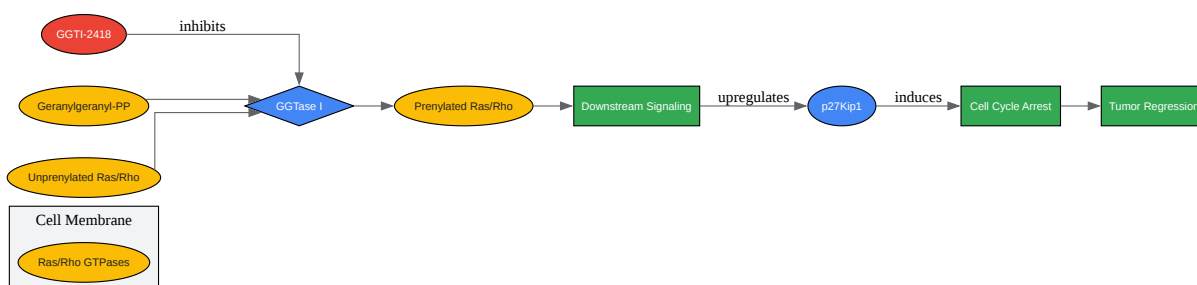 GGTI-2418
inhibits
Geranylgeranyl-PP
GGTase I
Prenylated Ras/Rho
Downstream Signaling
upregulates
p27Kip1
induces
Cell Cycle Arrest
Tumor Regression
Unprenylated Ras/Rho
Cell Membrane
Ras/Rho GTPases